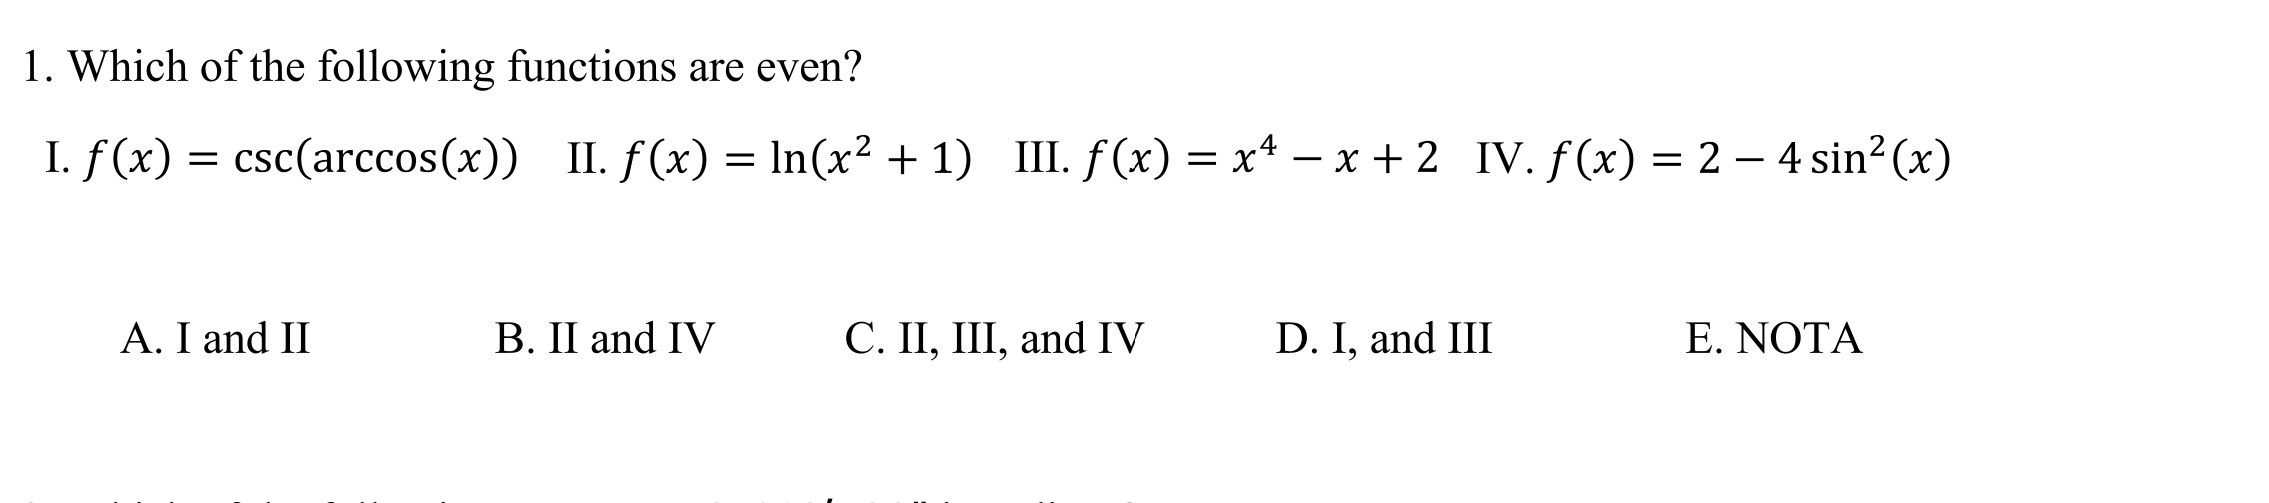 1. Which of the following functions are even?
I. f(x) = csc(arccos(x)) II. f(x) = ln(x² + 1) III. f(x) = x⁴ − x + 2 IV. f(x) = 2 − 4 sin²(x)
A. I and II B. II and IV C. II, III, and IV D. I, and III E. NOTA